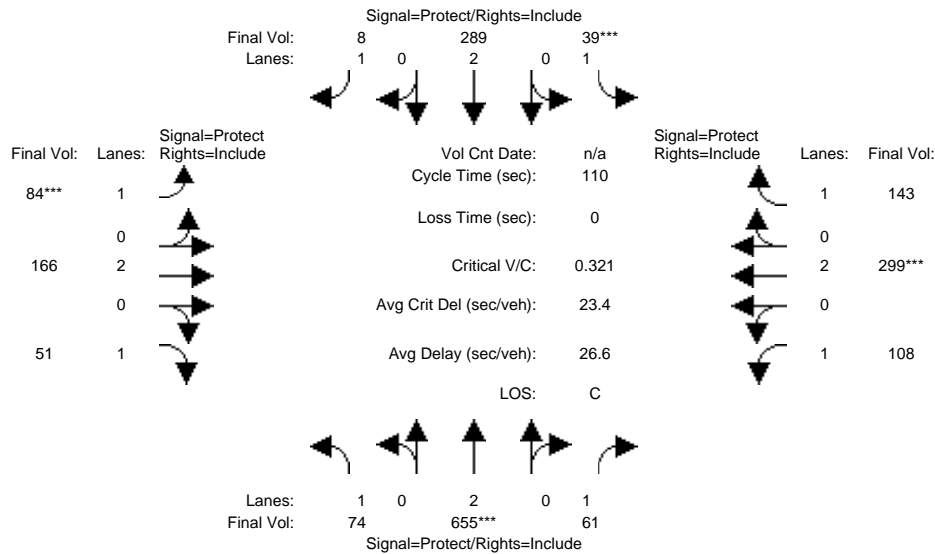 Signal=Protect/Rights=Include
Final Vol: 8 289 39***
Lanes: 1 0 2 0 1
Signal=Protect Signal=Protect
Final Vol: Lanes: Rights=Include Vol Cnt Date: n/a Rights=Include Lanes: Final Vol:
Cycle Time (sec): 110
84*** 1 1 143
Loss Time (sec): 0
0 0
166 2 Critical V/C: 0.321 2 299***
0 Avg Crit Del (sec/veh): 23.4 0
51 1 Avg Delay (sec/veh): 26.6 1 108
LOS: C
Lanes: 1 0 2 0 1
Final Vol: 74 655*** 61
Signal=Protect/Rights=Include